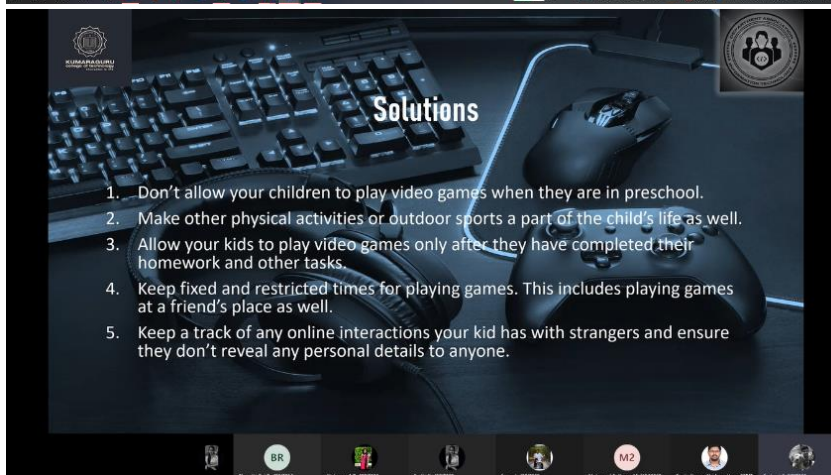 KUMARAGURU
college of technology
Solutions
1. Don't allow your children to play video games when they are in preschool.
2. Make other physical activities or outdoor sports a part of the child's life as well.
3. Allow your kids to play video games only after they have completed their
homework and other tasks.
4. Keep fixed and restricted times for playing games. This includes playing games
at a friend's place as well.
5. Keep a track of any online interactions your kid has with strangers and ensure
they don't reveal any personal details to anyone.
BR
M2